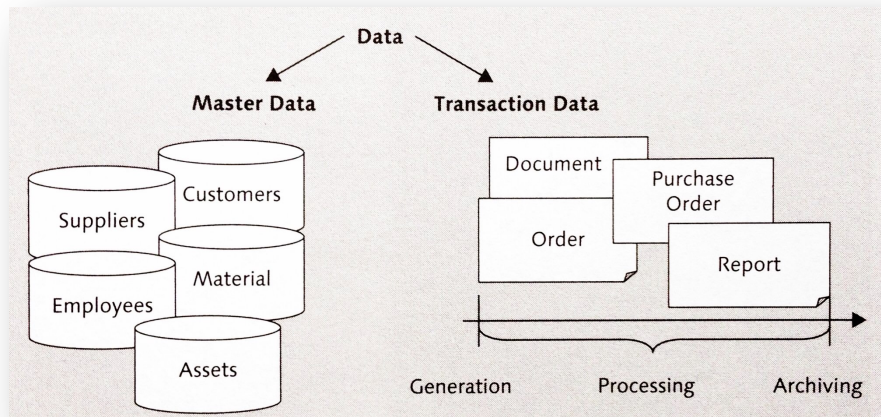 Data
Master Data
Transaction Data
Customers
Suppliers
Material
Employees
Assets
Document
Purchase
Order
Order
Report
Generation
Processing
Archiving